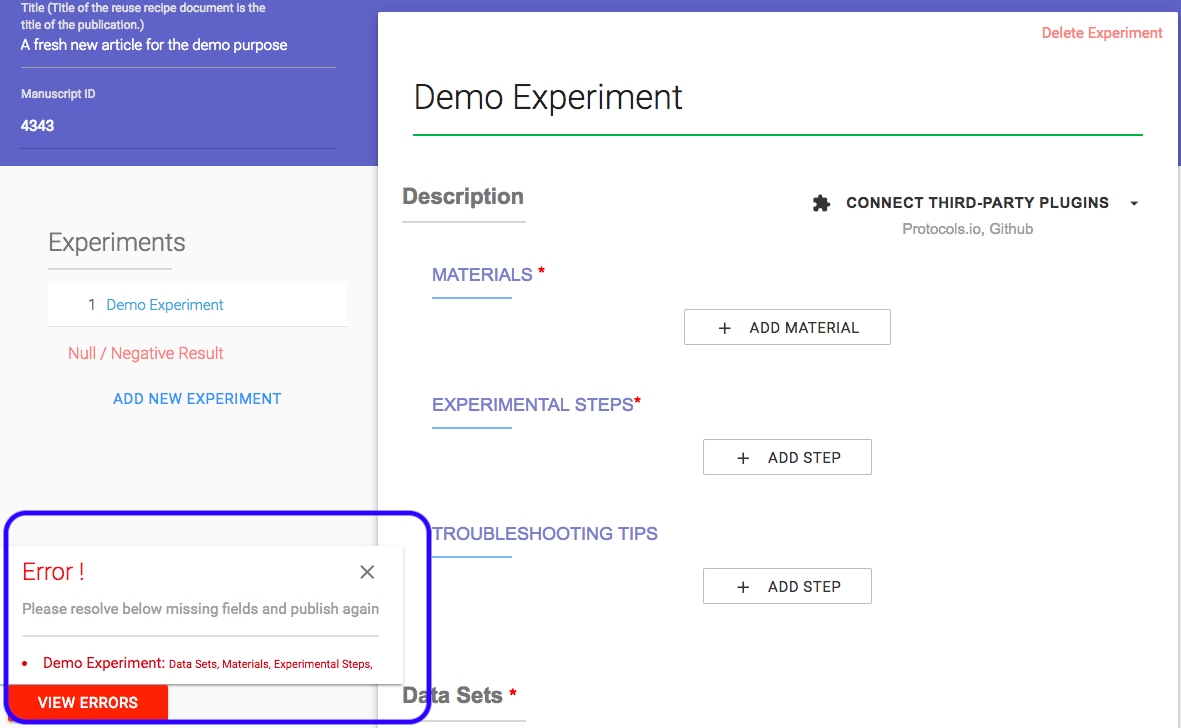 Title (Title of the reuse recipe document is the
title of the publication.)
A fresh new article for the demo purpose
Manuscript ID
4343
Experiments
1 Demo Experiment
Null / Negative Result
ADD NEW EXPERIMENT
Error !
Please resolve below missing fields and publish again
• Demo Experiment: Data Sets, Materials, Experimental Steps,
VIEW ERRORS
Delete Experiment
Demo Experiment
Description
CONNECT THIRD-PARTY PLUGINS
Protocols.io, Github
MATERIALS *
+ ADD MATERIAL
EXPERIMENTAL STEPS*
+ ADD STEP
TROUBLESHOOTING TIPS
+ ADD STEP
Data Sets *